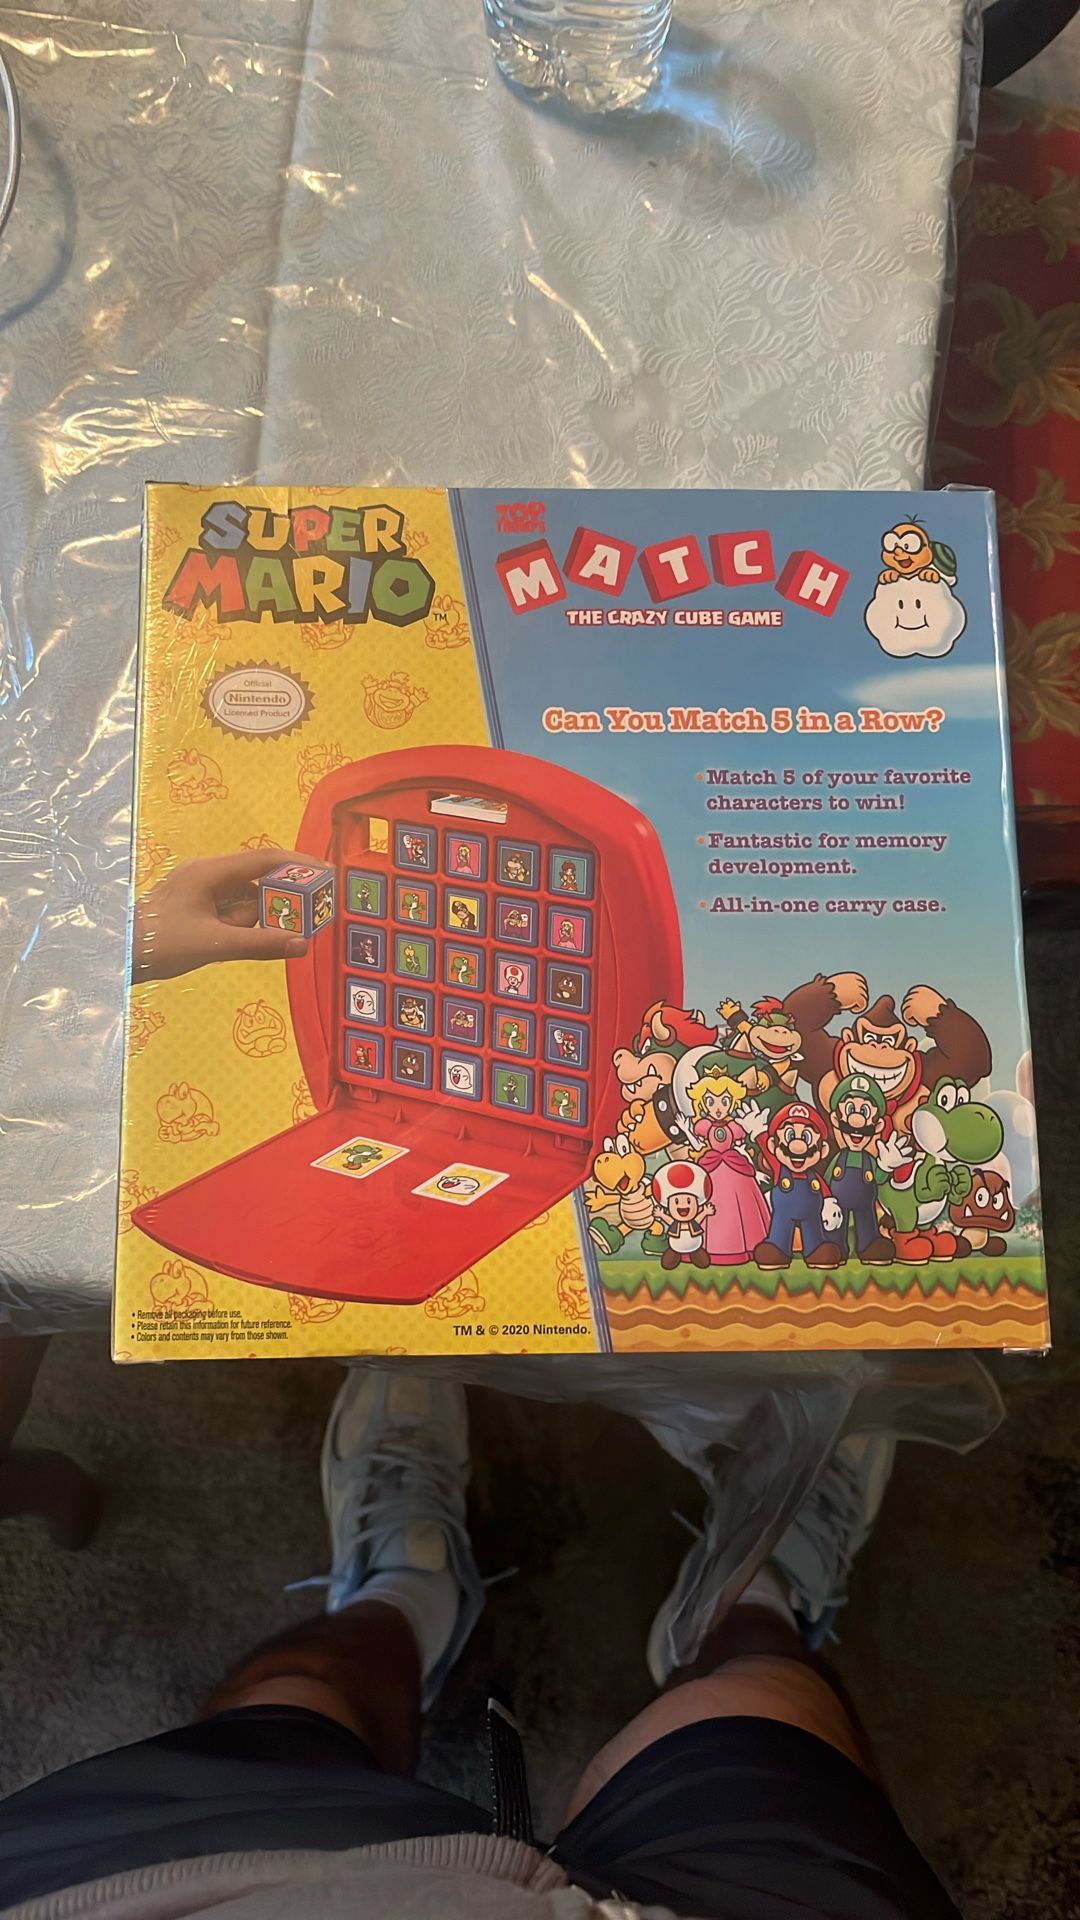 SUPER
MARIO™
Official
Nintendo
Licensed Product
TOP
TRUMPS
MATCH
THE CRAZY CUBE GAME
Can You Match 5 in a Row?
• Match 5 of your favorite
characters to win!
• Fantastic for memory
development.
• All-in-one carry case.
• Remove all packaging before use.
• Please retain this information for future reference.
• Colors and contents may vary from those shown.
TM & © 2020 Nintendo.